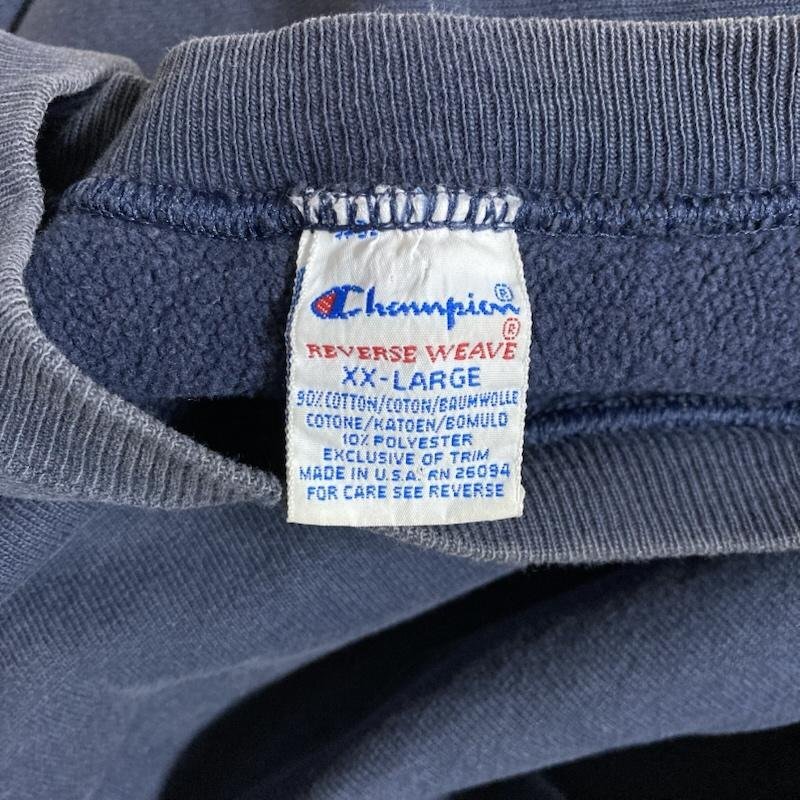 Champion®
REVERSE WEAVE®
XX-LARGE
90% COTTON/COTON/BAUMWOLLE
COTONE/KATOEN/BOMULD
10% POLYESTER
EXCLUSIVE OF TRIM
MADE IN U.S.A. RN 26094
FOR CARE SEE REVERSE